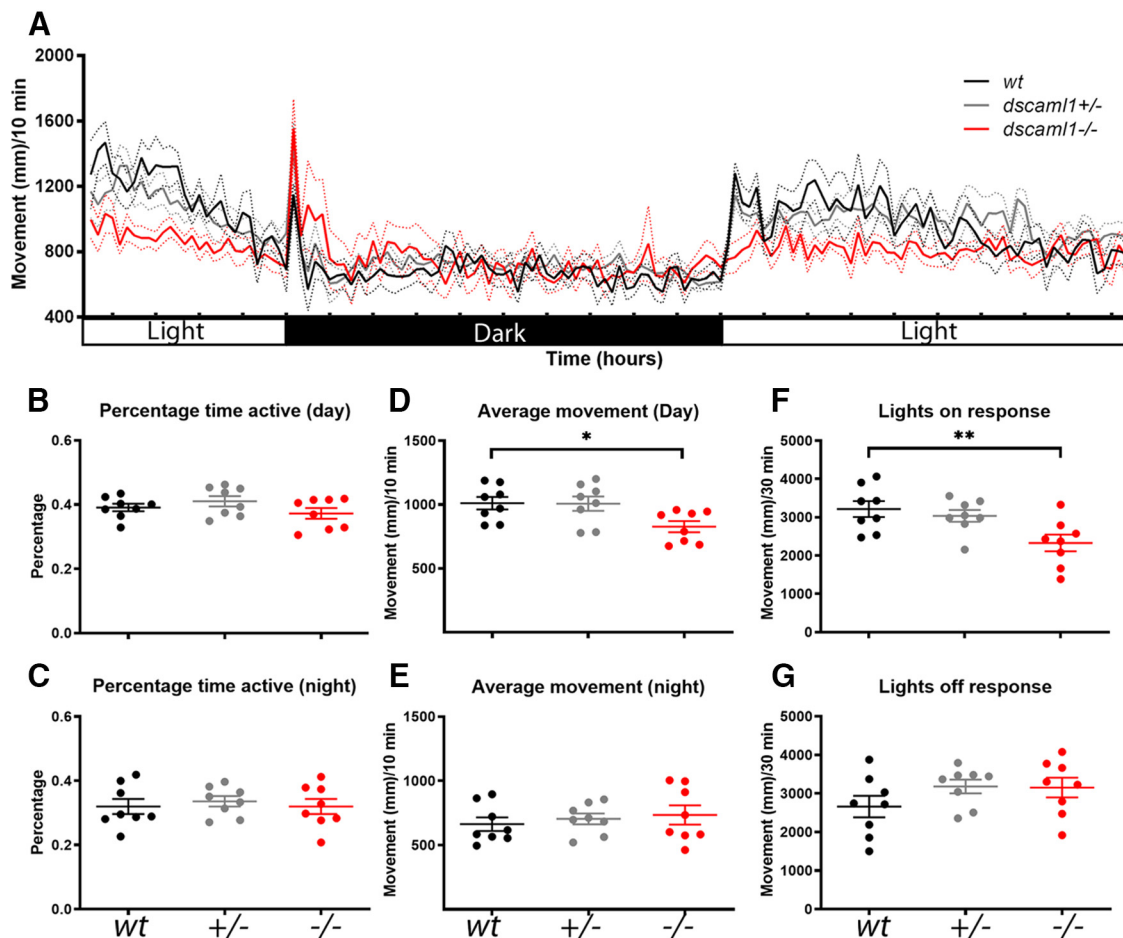 A
2000
1600
1200
800
400
Movement (mm)/10 min
wt
dscaml1+/-
dscaml1-/-
Light Dark Light
Time (hours)
B Percentage time active (day)
0.6
0.4
0.2
0.0
Percentage
D Average movement (Day)
1500
1000
500
Movement (mm)/10 min
*
F Lights on response
5000
4000
3000
2000
1000
0
Movement (mm)/30 min
**
C Percentage time active (night)
0.6
0.4
0.2
0.0
Percentage
wt +/- -/-
E Average movement (night)
1500
1000
500
Movement (mm)/10 min
wt +/- -/-
G Lights off response
5000
4000
3000
2000
1000
0
Movement (mm)/30 min
wt +/- -/-